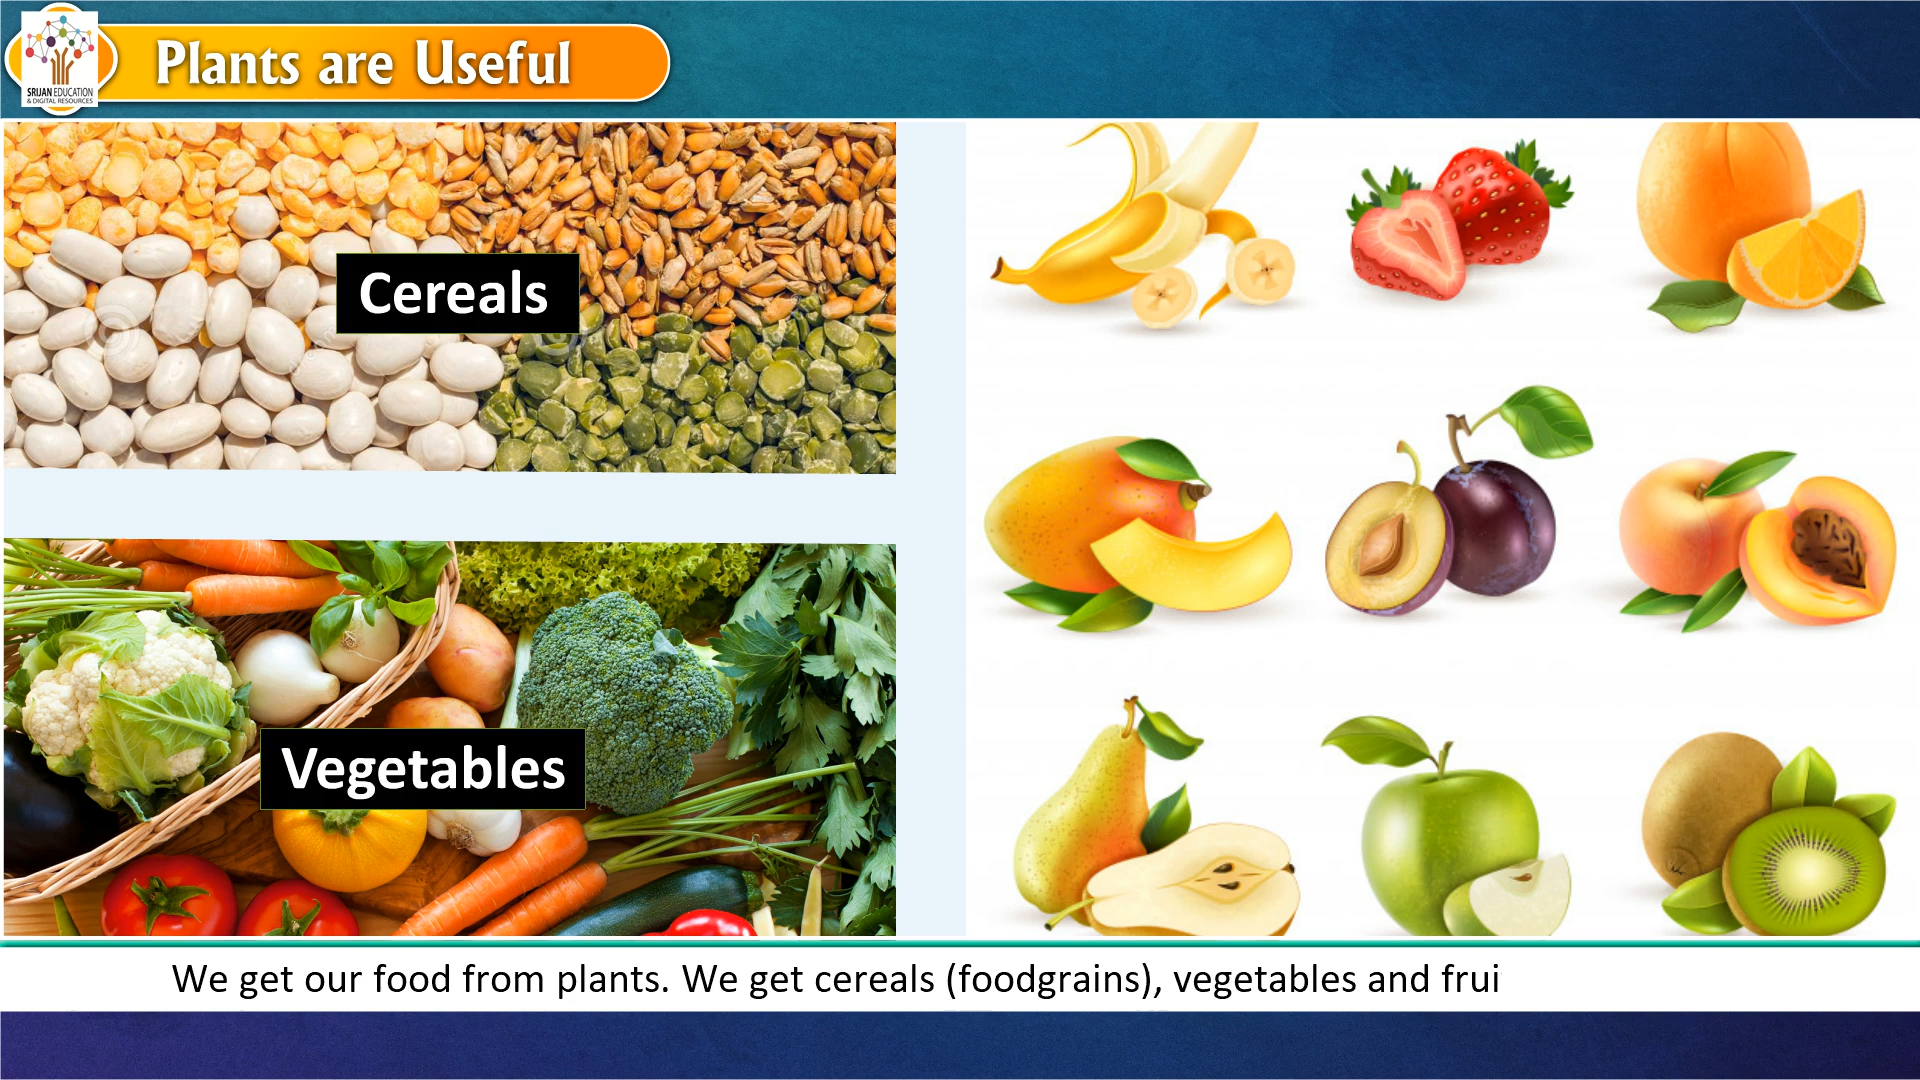 SRIJAN EDUCATION
& DIGITAL RESOURCES
Plants are Useful
Cereals
Vegetables
We get our food from plants. We get cereals (foodgrains), vegetables and frui